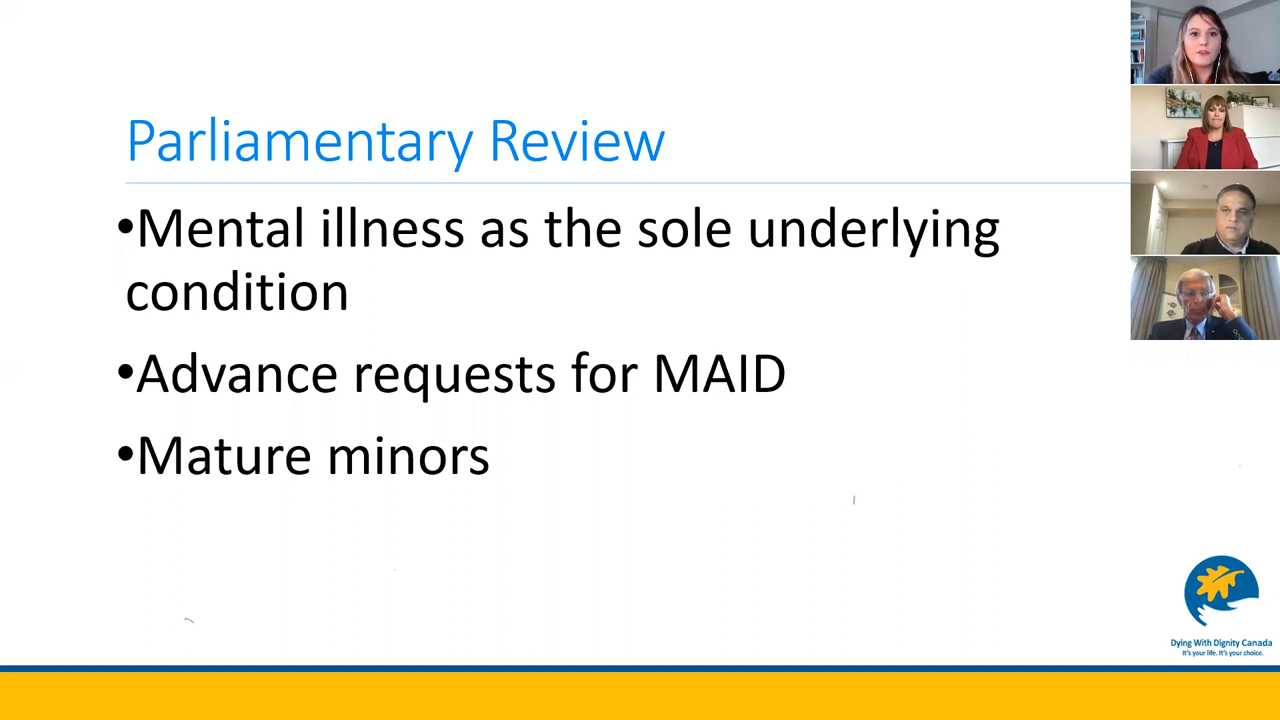 Parliamentary Review
•Mental illness as the sole underlying
condition
•Advance requests for MAID
•Mature minors
Dying With Dignity Canada
It's your life. It's your choice.